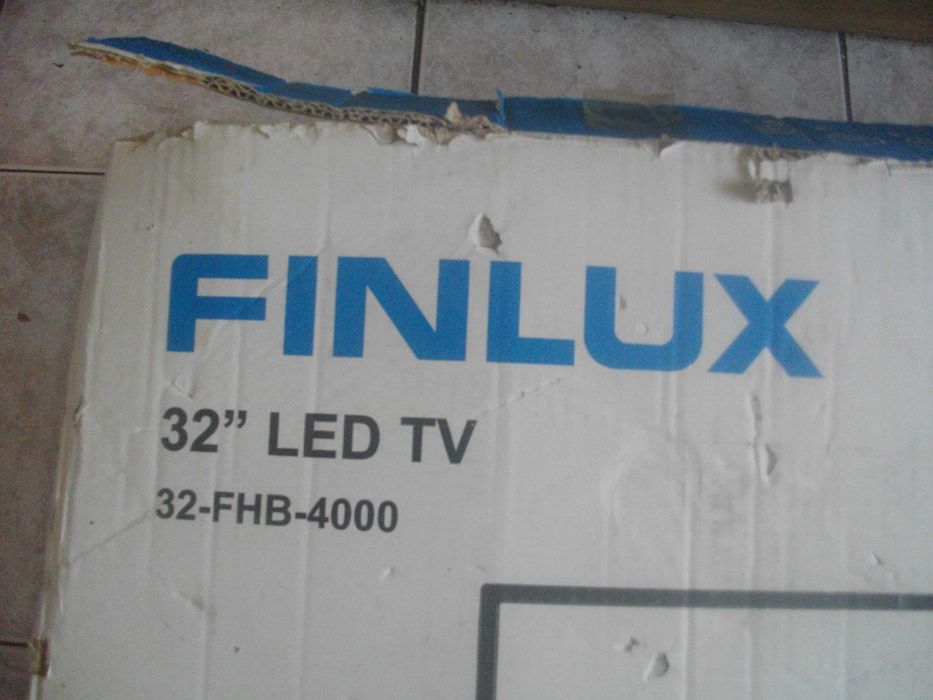 FINLUX
32” LED TV
32-FHB-4000